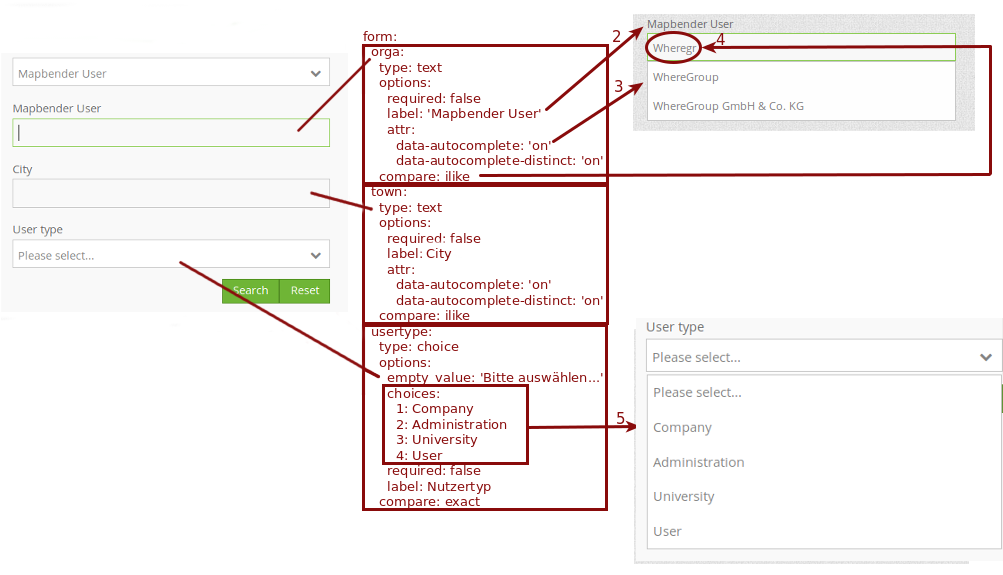 Mapbender User
Mapbender User
City
User type
Please select...
Search
Reset
form:
orga:
type: text
options:
required: false
label: 'Mapbender User'
attr:
data-autocomplete: 'on'
data-autocomplete-distinct: 'on'
compare: ilike
town:
type: text
options:
required: false
label: City
attr:
data-autocomplete: 'on'
data-autocomplete-distinct: 'on'
compare: ilike
usertype:
type: choice
options:
empty_value: 'Bitte auswählen...'
choices:
1: Company
2: Administration
3: University
4: User
required: false
label: Nutzertyp
compare: exact
2
3
4
5
Mapbender User
Wheregr
WhereGroup
WhereGroup GmbH & Co. KG
User type
Please select...
Please select...
Company
Administration
University
User